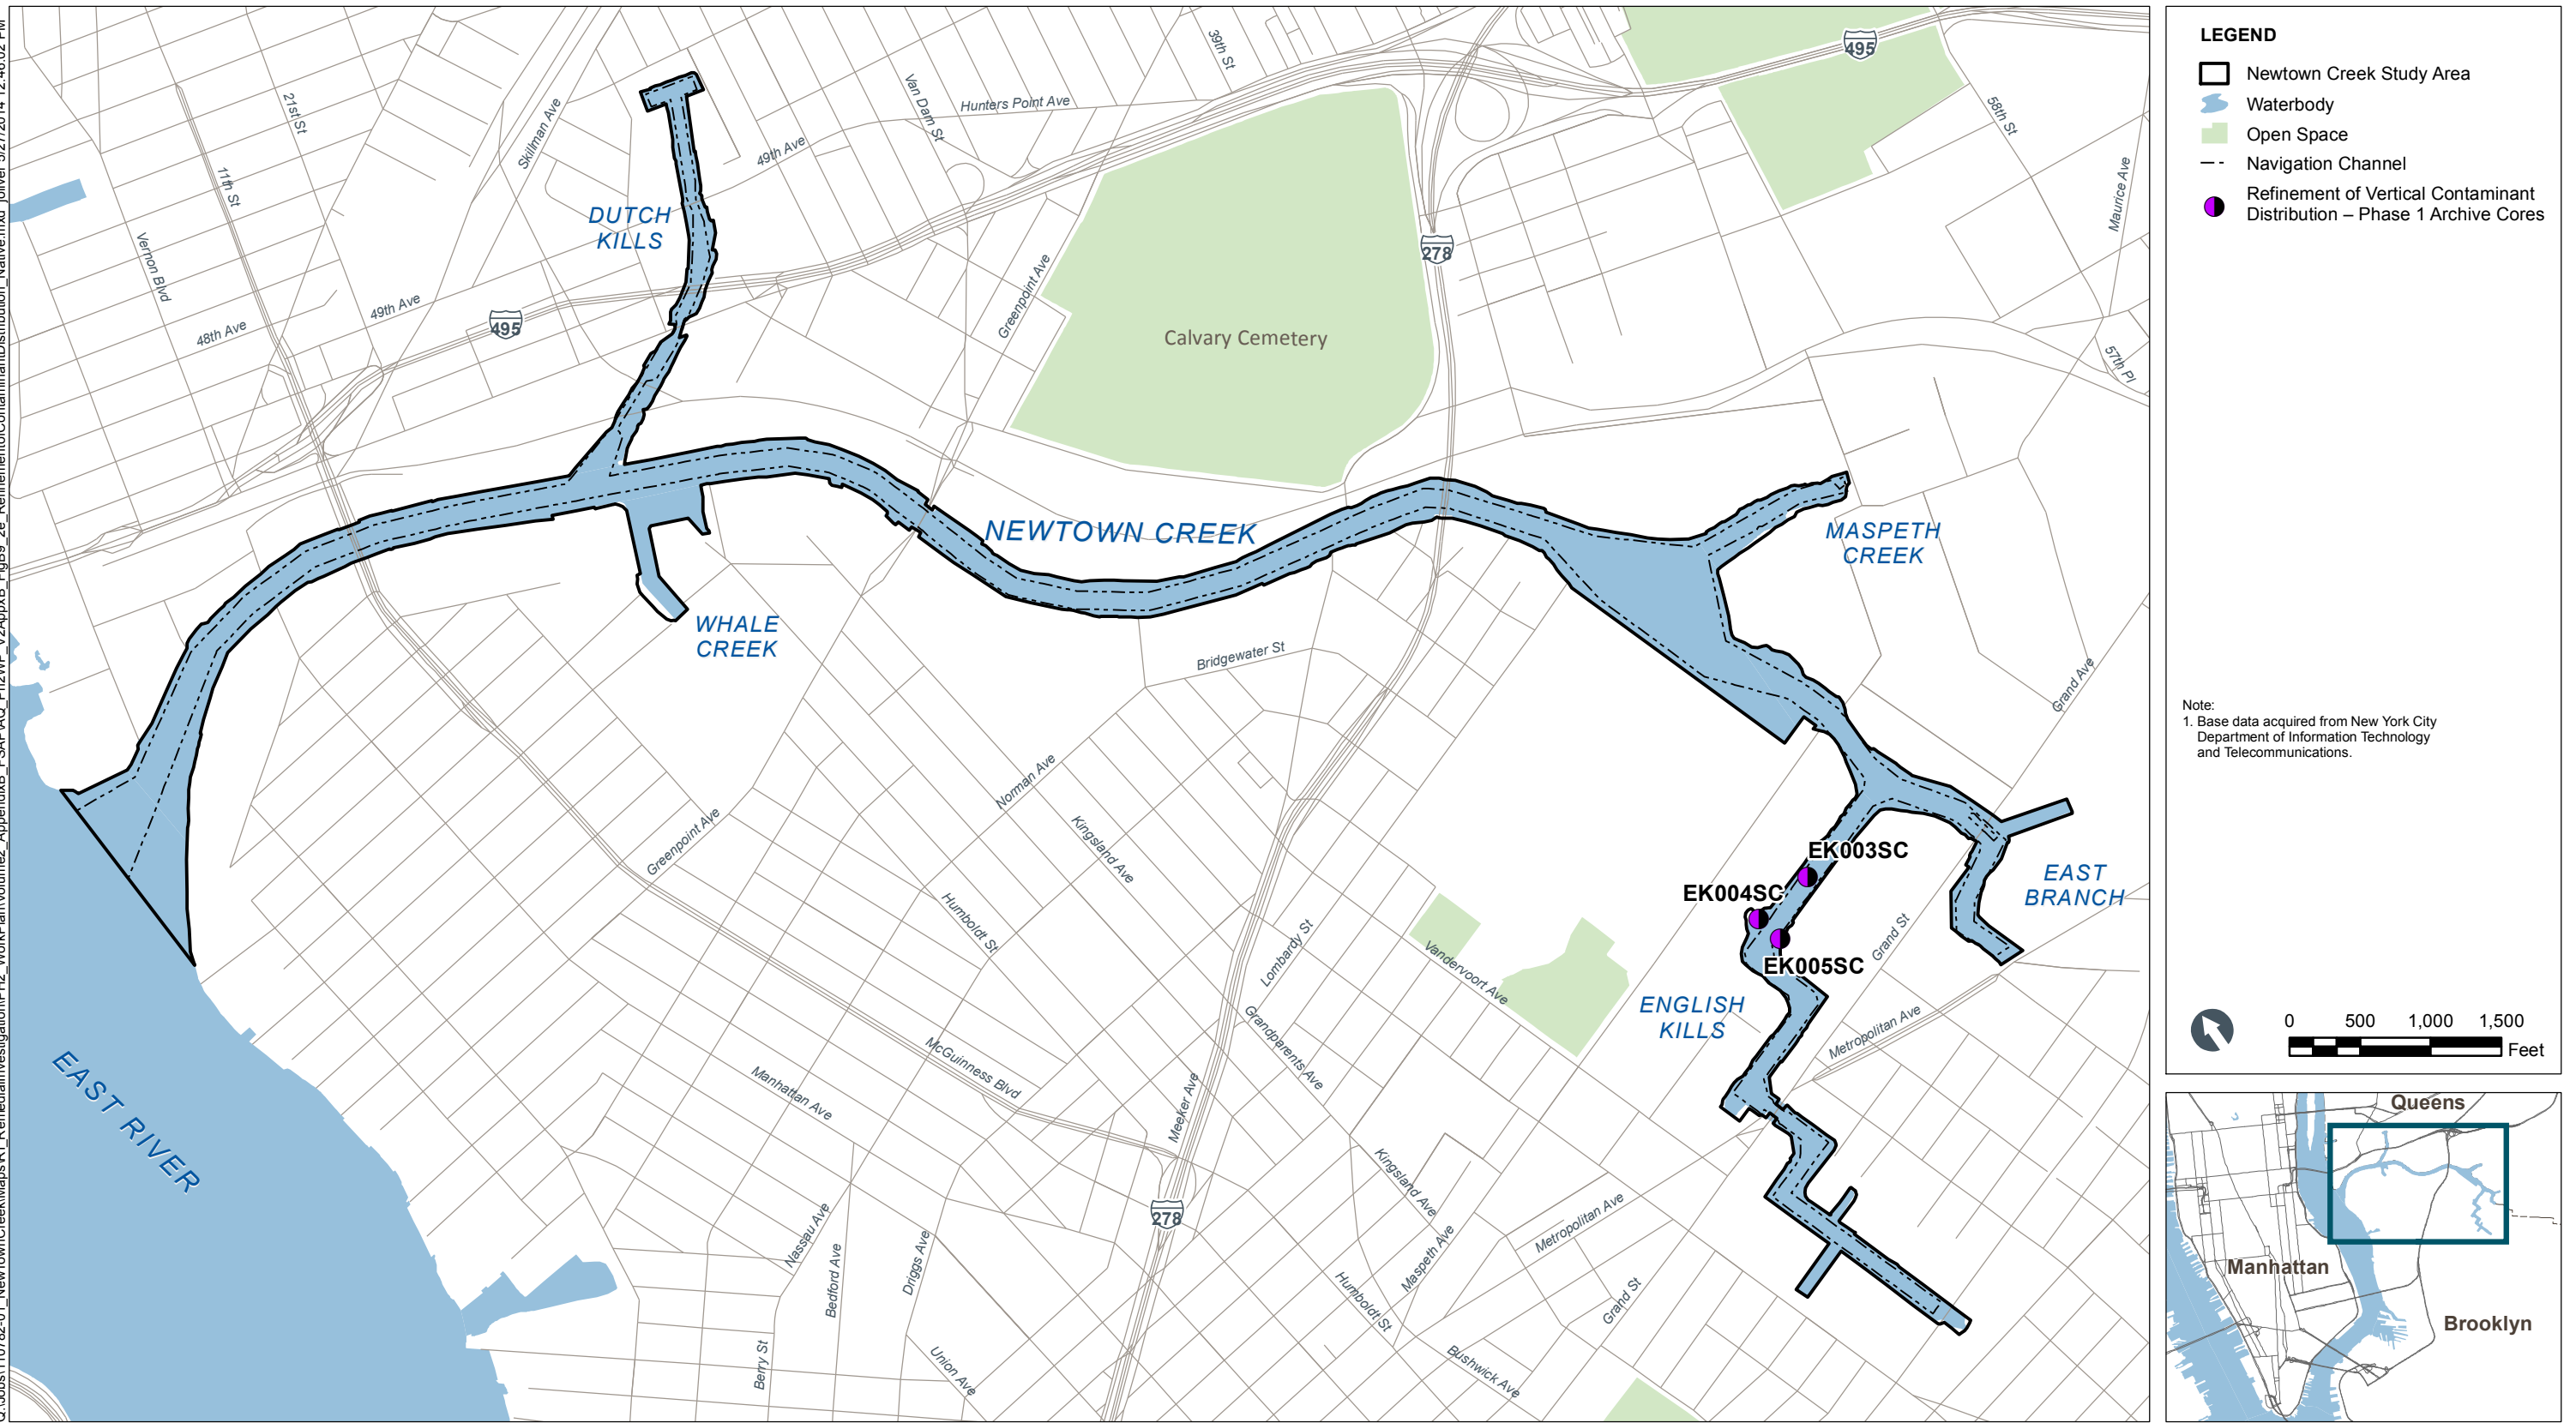 39th St
495
LEGEND
Newtown Creek Study Area
Waterbody
Open Space
Navigation Channel
Refinement of Vertical Contaminant
Distribution – Phase 1 Archive Cores
21st St
Skillman Ave
Van Dam St
Hunters Point Ave
58th St
49th Ave
11th St
Maurice Ave
DUTCH
KILLS
Vernon Blvd
278
Greenpoint Ave
49th Ave
48th Ave
495
Calvary Cemetery
57th Pl
NEWTOWN CREEK
MASPETH
CREEK
WHALE
CREEK
Bridgewater St
Grand Ave
Note:
1. Base data acquired from New York City
Department of Information Technology
and Telecommunications.
Norman Ave
Greenpoint Ave
Kingsland Ave
EK003SC
EK004SC
EAST
BRANCH
Humboldt St
Lombardy St
Vandervoort Ave
Grand St
EK005SC
ENGLISH
KILLS
Metropolitan Ave
Grandparents Ave
0 500 1,000 1,500
Feet
EAST RIVER
McGuinness Blvd
Manhattan Ave
Meeker Ave
Queens
Kingsland Ave
278
Nassau Ave
Metropolitan Ave
Bedford Ave
Driggs Ave
Maspeth Ave
Humboldt St
Grand St
Manhattan
Brooklyn
Berry St
Union Ave
Bushwick Ave